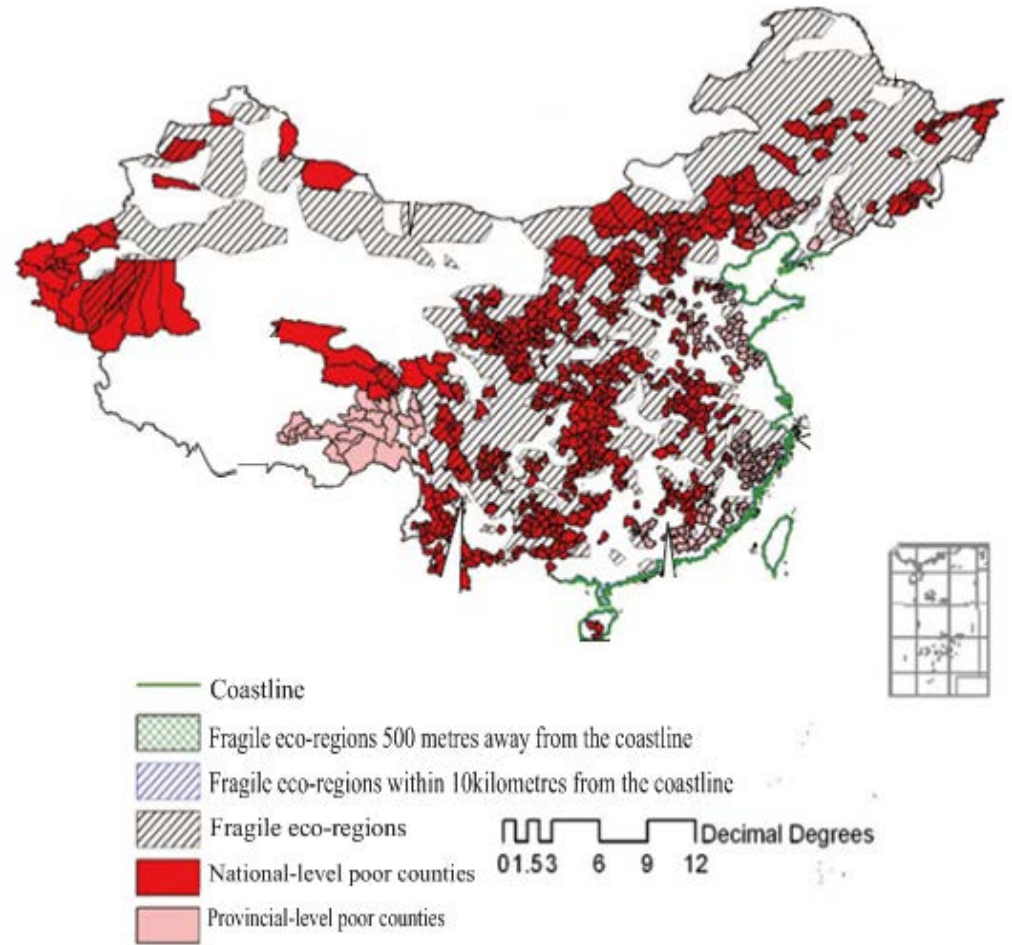 Coastline
Fragile eco-regions 500 metres away from the coastline
Fragile eco-regions within 10kilometres from the coastline
Fragile eco-regions
National-level poor counties
Provincial-level poor counties
Decimal Degrees
01.53 6 9 12